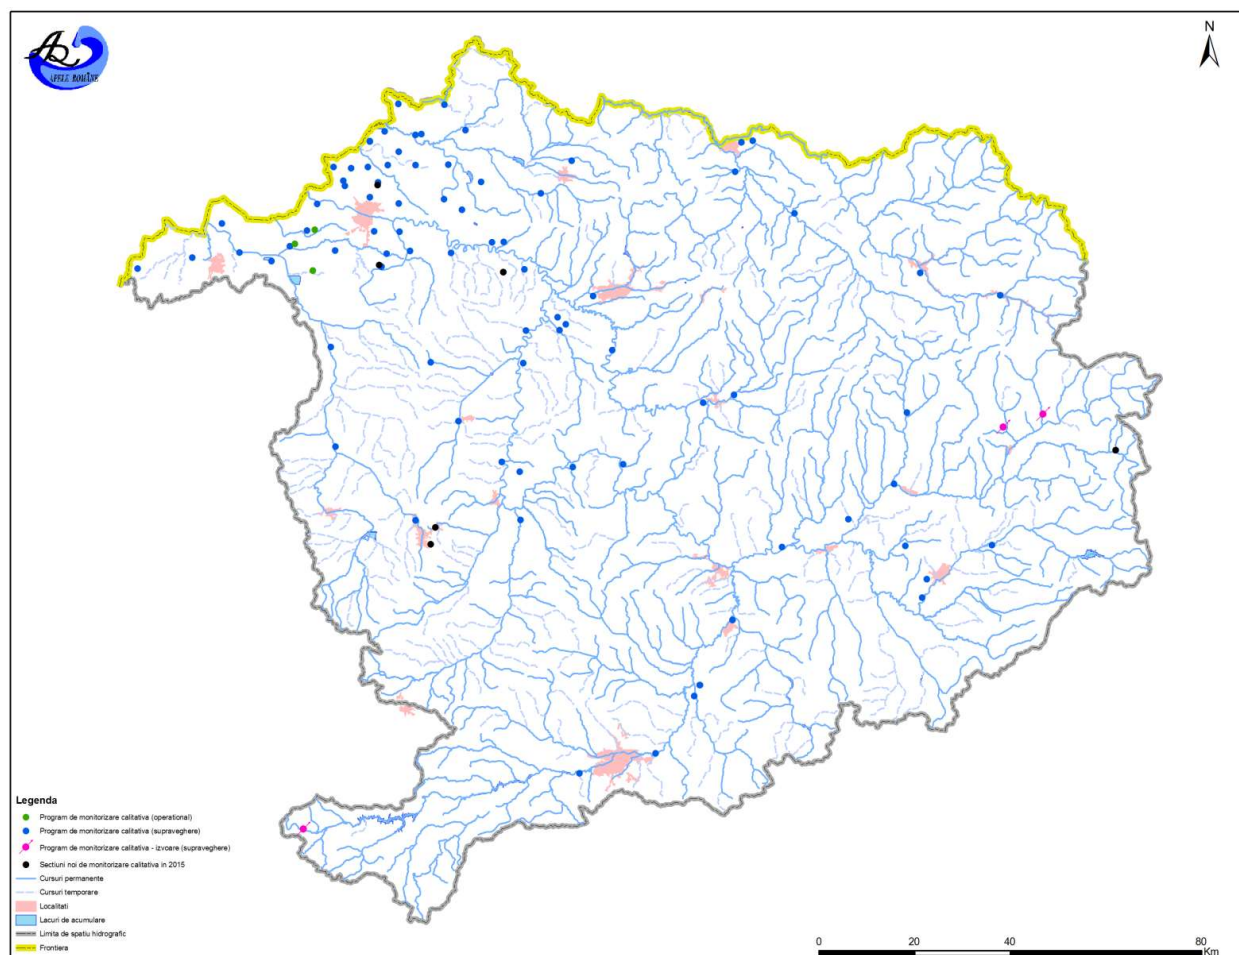 APELE ROMÂNE
N
Legenda
Program de monitorizare calitativa (operational)
Program de monitorizare calitativa (supraveghere)
Program de monitorizare calitativa - izvoare (supraveghere)
Sectiuni noi de monitorizare calitativa in 2015
Cursuri permanente
Cursuri temporare
Localitati
Lacuri de acumulare
Limita de spatiu hidrografic
Frontiera
0 20 40 80
Km